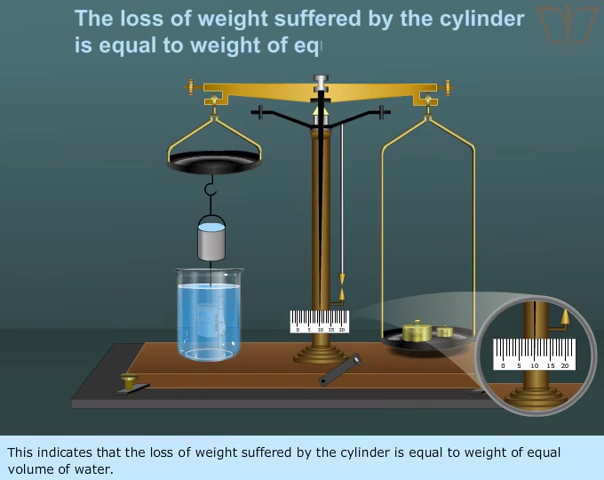 The loss of weight suffered by the cylinder
is equal to weight of eq
0 5 10 15 20
0 5 10 15 20
This indicates that the loss of weight suffered by the cylinder is equal to weight of equal
volume of water.